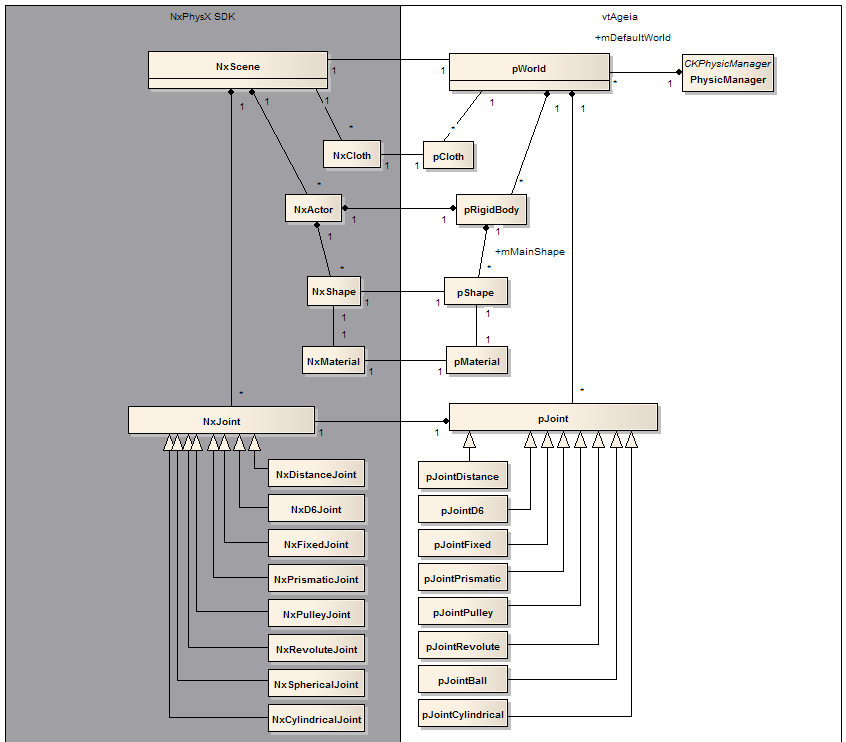 NxPhysX SDK
vtAgeia
+mDefaultWorld
NxScene
1
1
pWorld
*
1
CKPhysicManager
PhysicManager
1
1
1
1
1
1
*
*
NxCloth
1
1
pCloth
*
*
NxActor
1
1
pRigidBody
1
1
+mMainShape
*
*
NxShape
1
1
pShape
1
1
1
1
NxMaterial
1
1
pMaterial
*
*
NxJoint
1
1
pJoint
NxDistanceJoint
pJointDistance
NxD6Joint
pJointD6
NxFixedJoint
pJointFixed
NxPrismaticJoint
pJointPrismatic
NxPulleyJoint
pJointPulley
NxRevoluteJoint
pJointRevolute
NxSphericalJoint
pJointBall
NxCylindricalJoint
pJointCylindrical